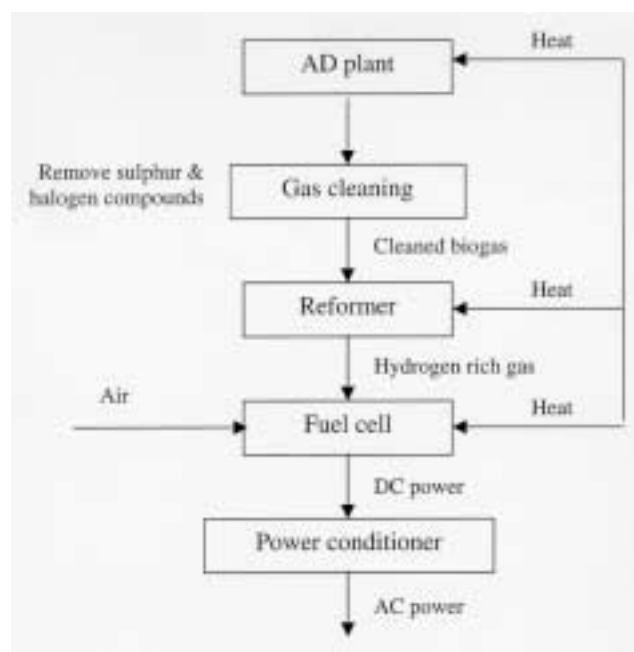 Heat
AD plant
Remove sulphur &
halogen compounds
Gas cleaning
Cleaned biogas
Reformer
Heat
Hydrogen rich gas
Air
Fuel cell
Heat
DC power
Power conditioner
AC power